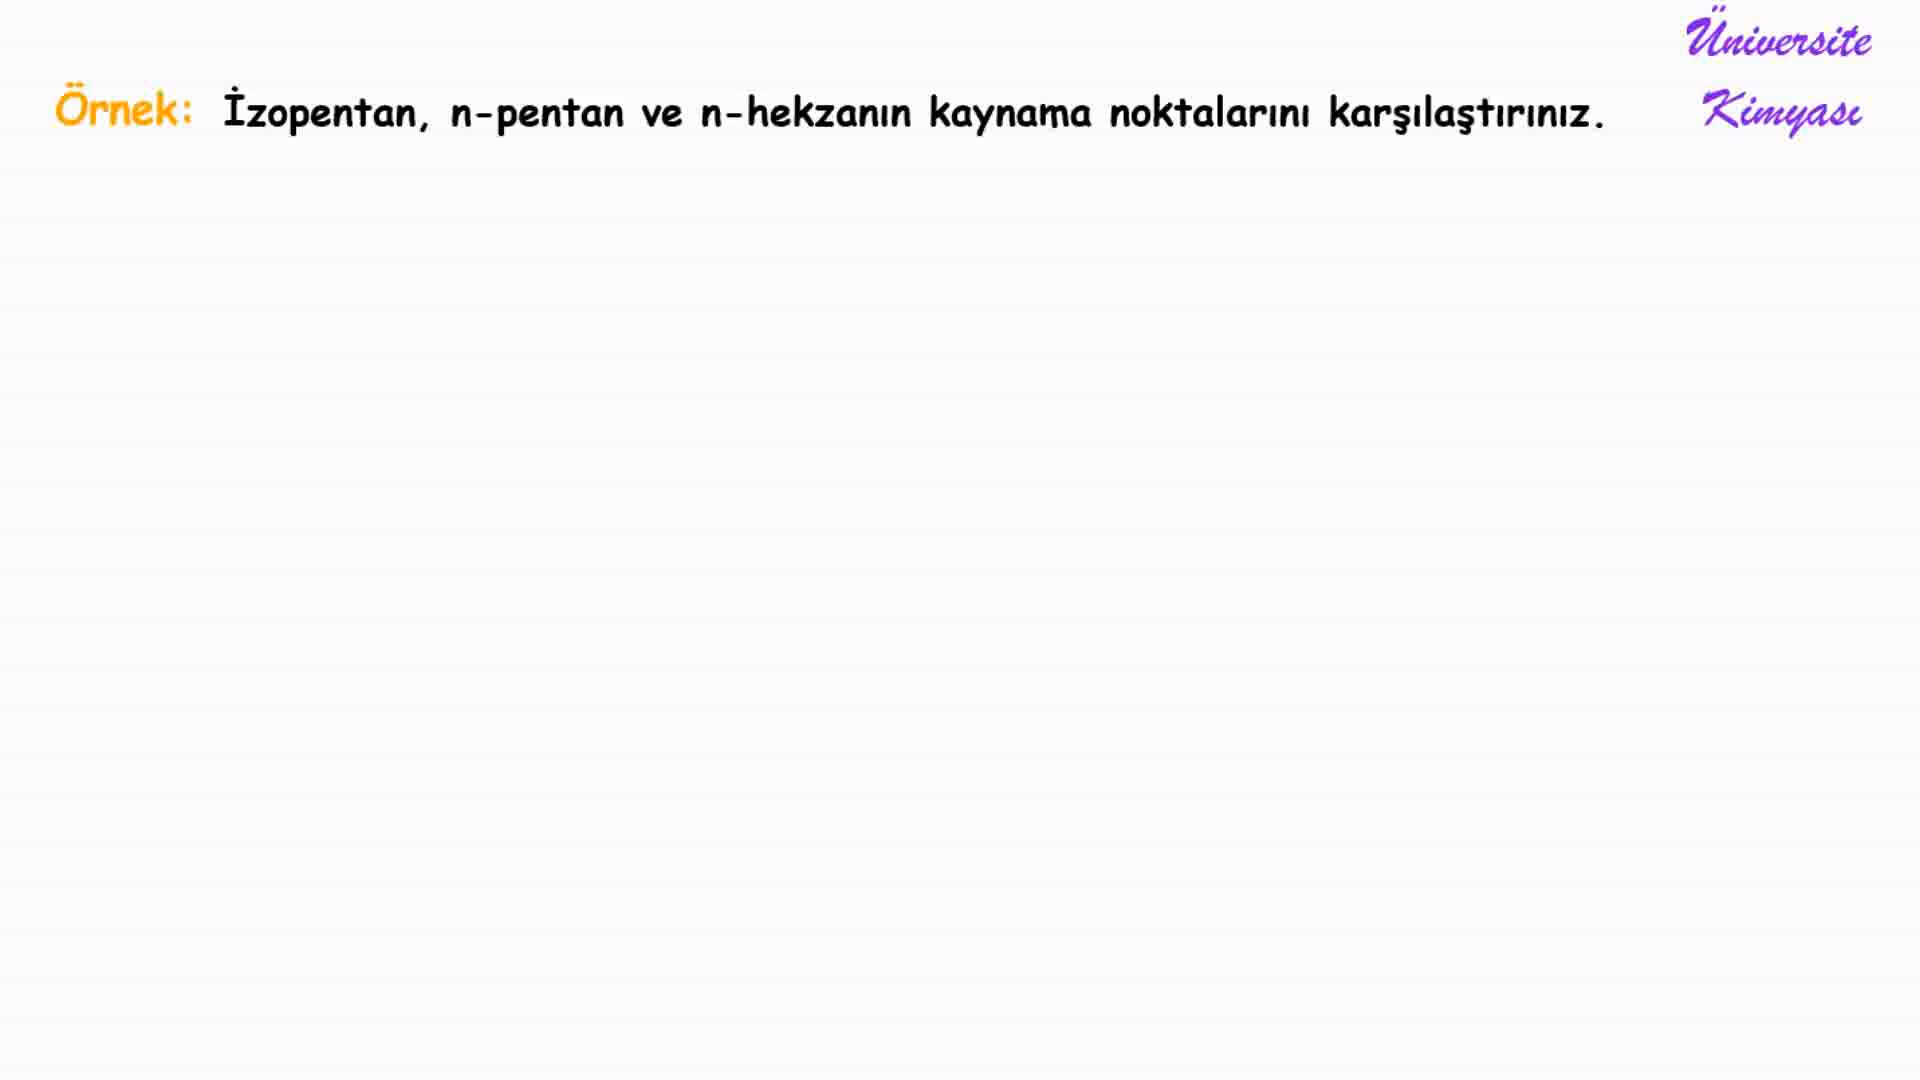 Üniversite
Kimyası
Örnek: İzopentan, n-pentan ve n-hekzanın kaynama noktalarını karşılaştırınız.